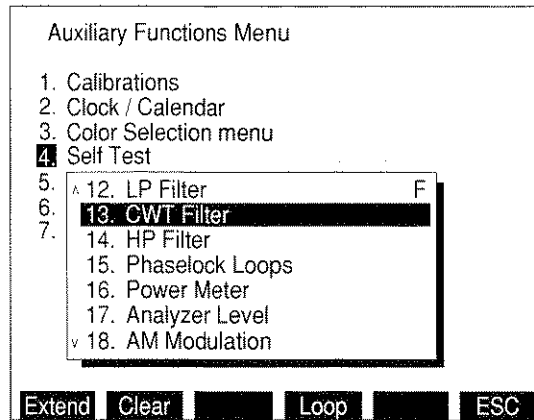 Auxiliary Functions Menu
1. Calibrations
2. Clock / Calendar
3. Color Selection menu
4. Self Test
5.
6.
7.
^ 12. LP Filter F
13. CWT Filter
14. HP Filter
15. Phaselock Loops
16. Power Meter
17. Analyzer Level
v 18. AM Modulation
Extend Clear Loop ESC